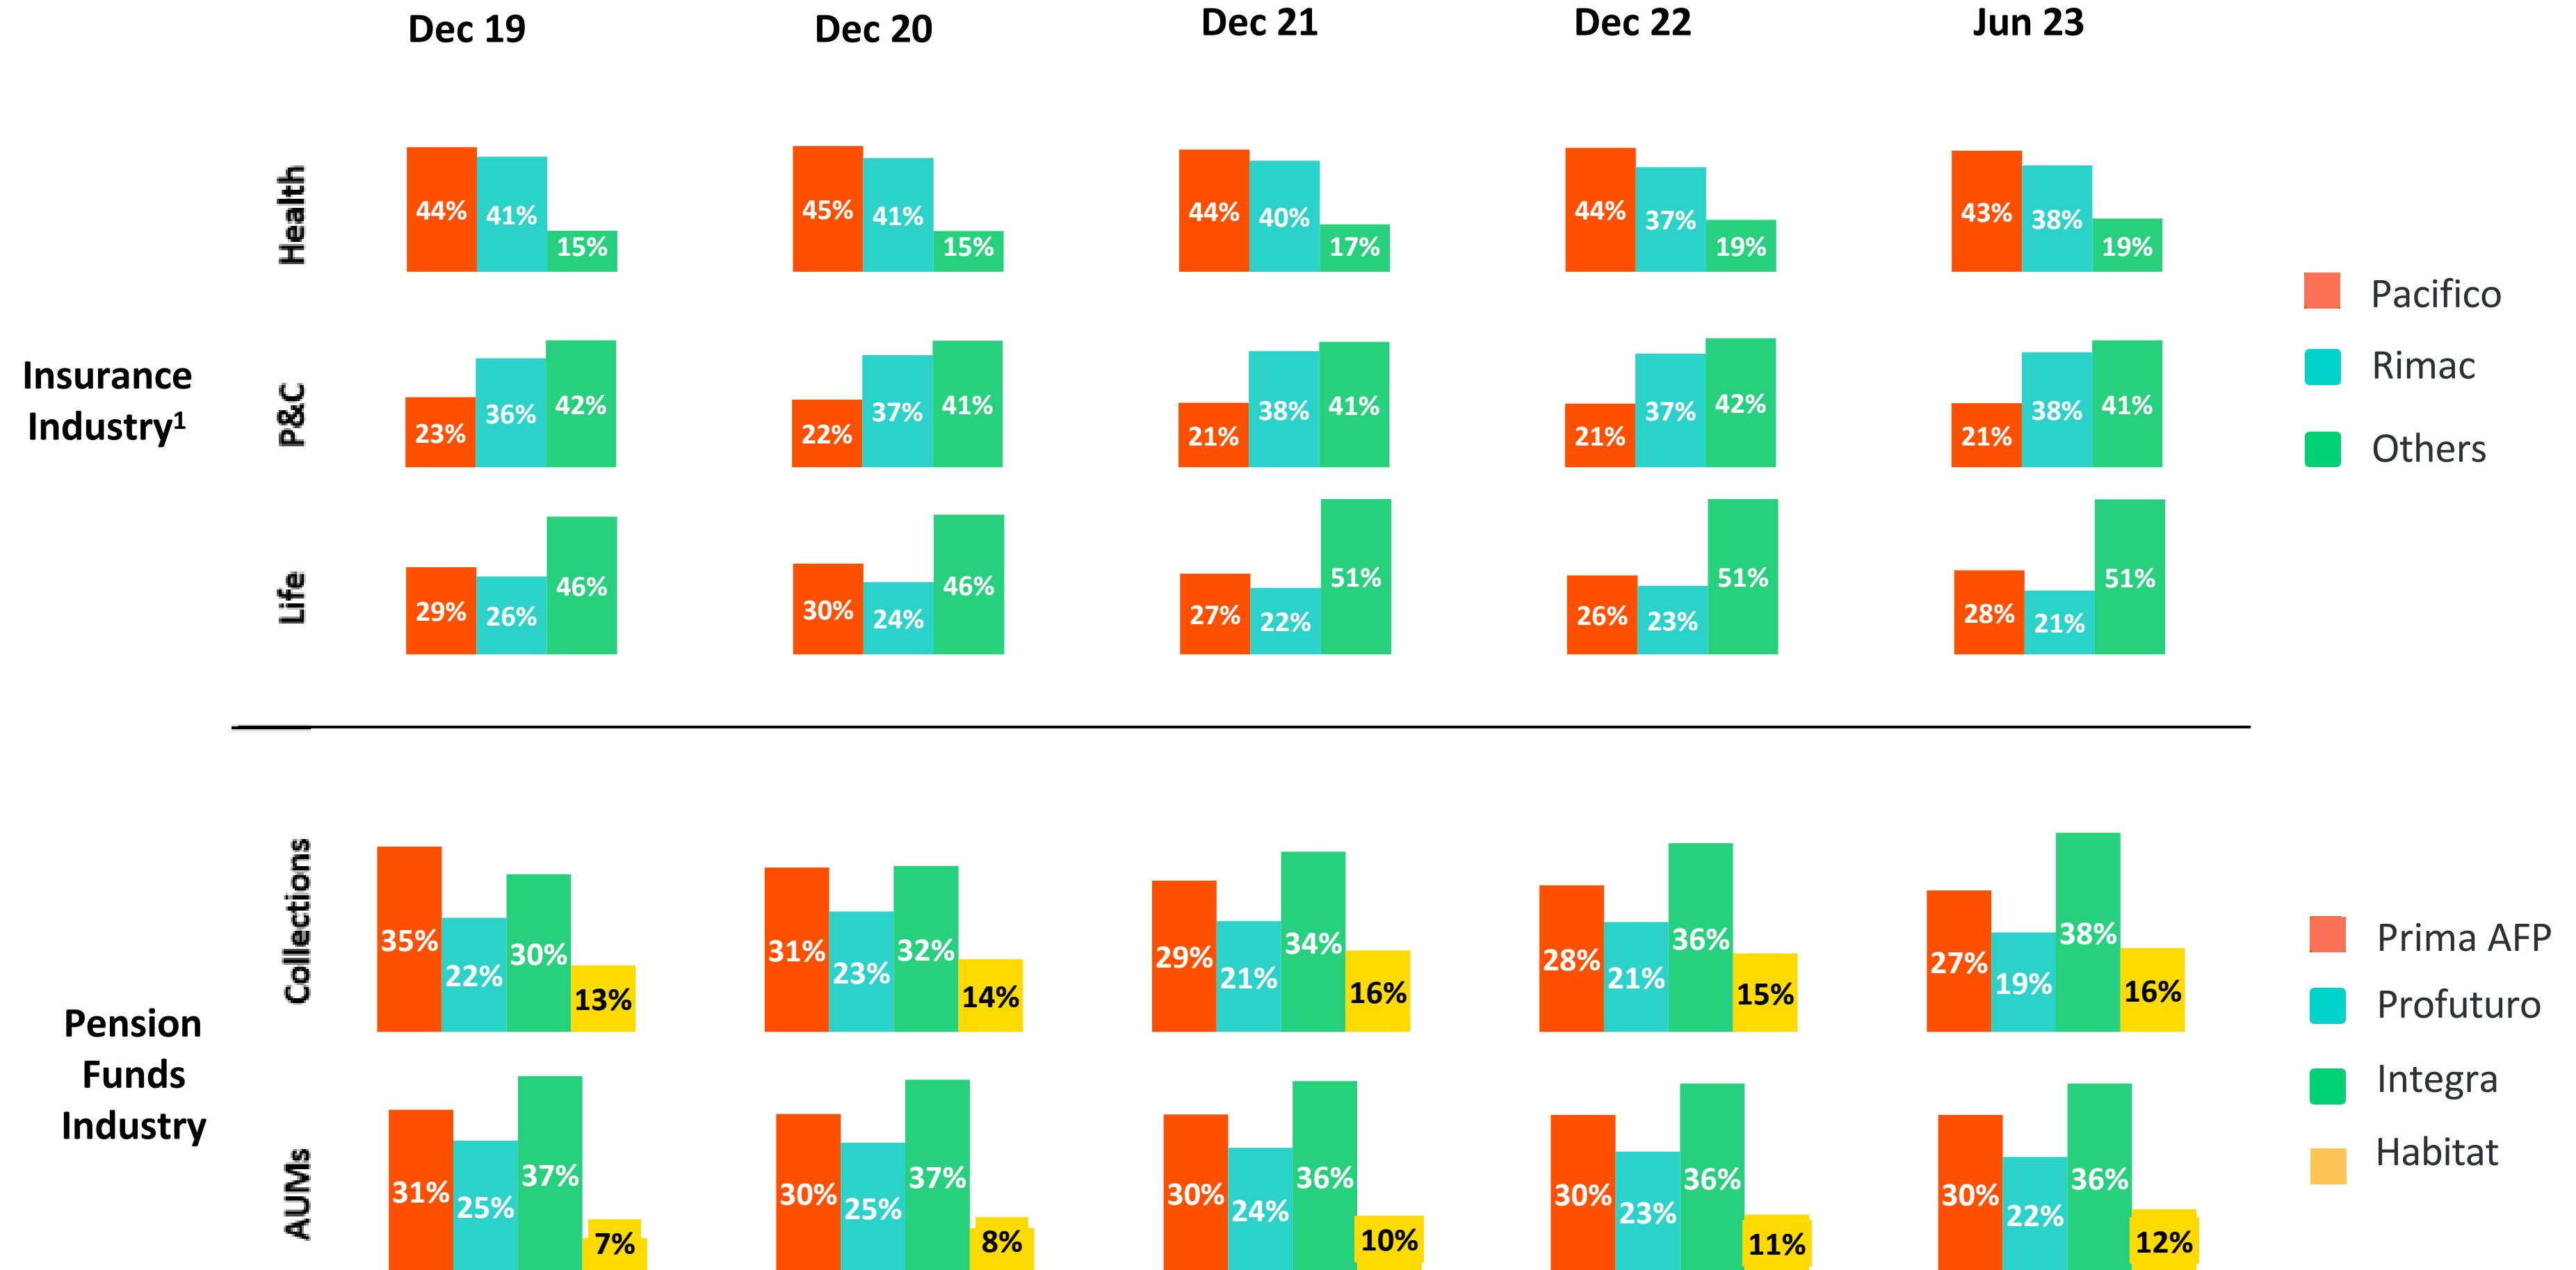 Dec 19 Dec 20 Dec 21 Dec 22 Jun 23
Health
44% 41% 15% 45% 41% 15% 44% 40% 17% 44% 37% 19% 43% 38% 19%
Insurance
Industry¹
P&C
23% 36% 42% 22% 37% 41% 21% 38% 41% 21% 37% 42% 21% 38% 41%
Life
29% 26% 46% 30% 24% 46% 27% 22% 51% 26% 23% 51% 28% 21% 51%
Pacifico
Rimac
Others
Pension
Funds
Industry
Collections
35% 22% 30% 13% 31% 23% 32% 14% 29% 21% 34% 16% 28% 21% 36% 15% 27% 19% 38% 16%
AUMs
31% 25% 37% 7% 30% 25% 37% 8% 30% 24% 36% 10% 30% 23% 36% 11% 30% 22% 36% 12%
Prima AFP
Profuturo
Integra
Habitat